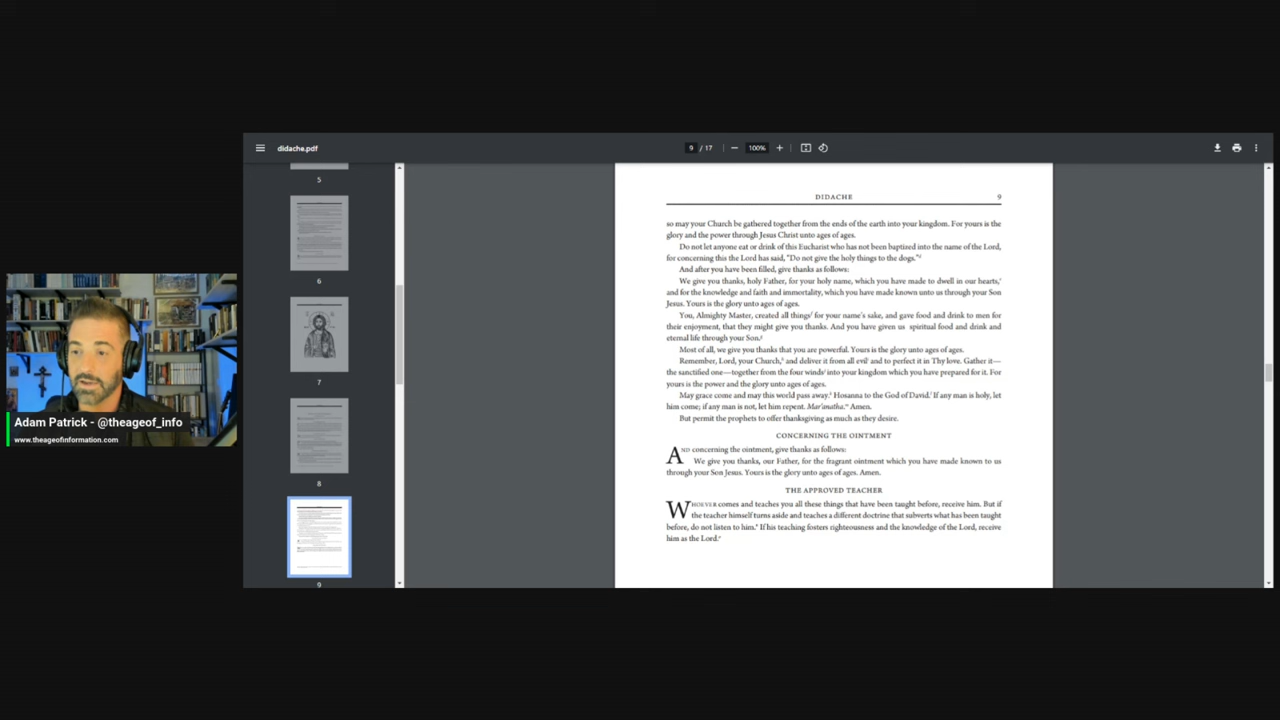 didache.pdf
9 / 17
100%
5
6
7
8
9
DIDACHE 9
so may your Church be gathered together from the ends of the earth into your kingdom. For yours is the
glory and the power through Jesus Christ unto ages of ages.
Do not let anyone eat or drink of this Eucharist who has not been baptized into the name of the Lord,
for concerning this the Lord has said, “Do not give the holy things to the dogs.”
And after you have been filled, give thanks as follows:
We give you thanks, holy Father, for your holy name, which you have made to dwell in our hearts,
and for the knowledge and faith and immortality, which you have made known unto us through your Son
Jesus. Yours is the glory unto ages of ages.
You, Almighty Master, created all things for your name’s sake, and gave food and drink to men for
their enjoyment, that they might give you thanks. And you have given us spiritual food and drink and
eternal life through your Son.
Most of all, we give you thanks that you are powerful. Yours is the glory unto ages of ages.
Remember, Lord, your Church, and deliver it from all evil and to perfect it in Thy love. Gather it—
the sanctified one—together from the four winds into your kingdom which you have prepared for it. For
yours is the power and the glory unto ages of ages.
May grace come and may this world pass away. Hosanna to the God of David. If any man is holy, let
him come; if any man is not, let him repent. Mar’anatha. Amen.
But permit the prophets to offer thanksgiving as much as they desire.
CONCERNING THE OINTMENT
AND concerning the ointment, give thanks as follows:
We give you thanks, our Father, for the fragrant ointment which you have made known to us
through your Son Jesus. Yours is the glory unto ages of ages. Amen.
THE APPROVED TEACHER
WHOEVER comes and teaches you all these things that have been taught before, receive him. But if
the teacher himself turns aside and teaches a different doctrine that subverts what has been taught
before, do not listen to him. If his teaching fosters righteousness and the knowledge of the Lord, receive
him as the Lord.
Adam Patrick - @theageof_info
www.theageofinformation.com